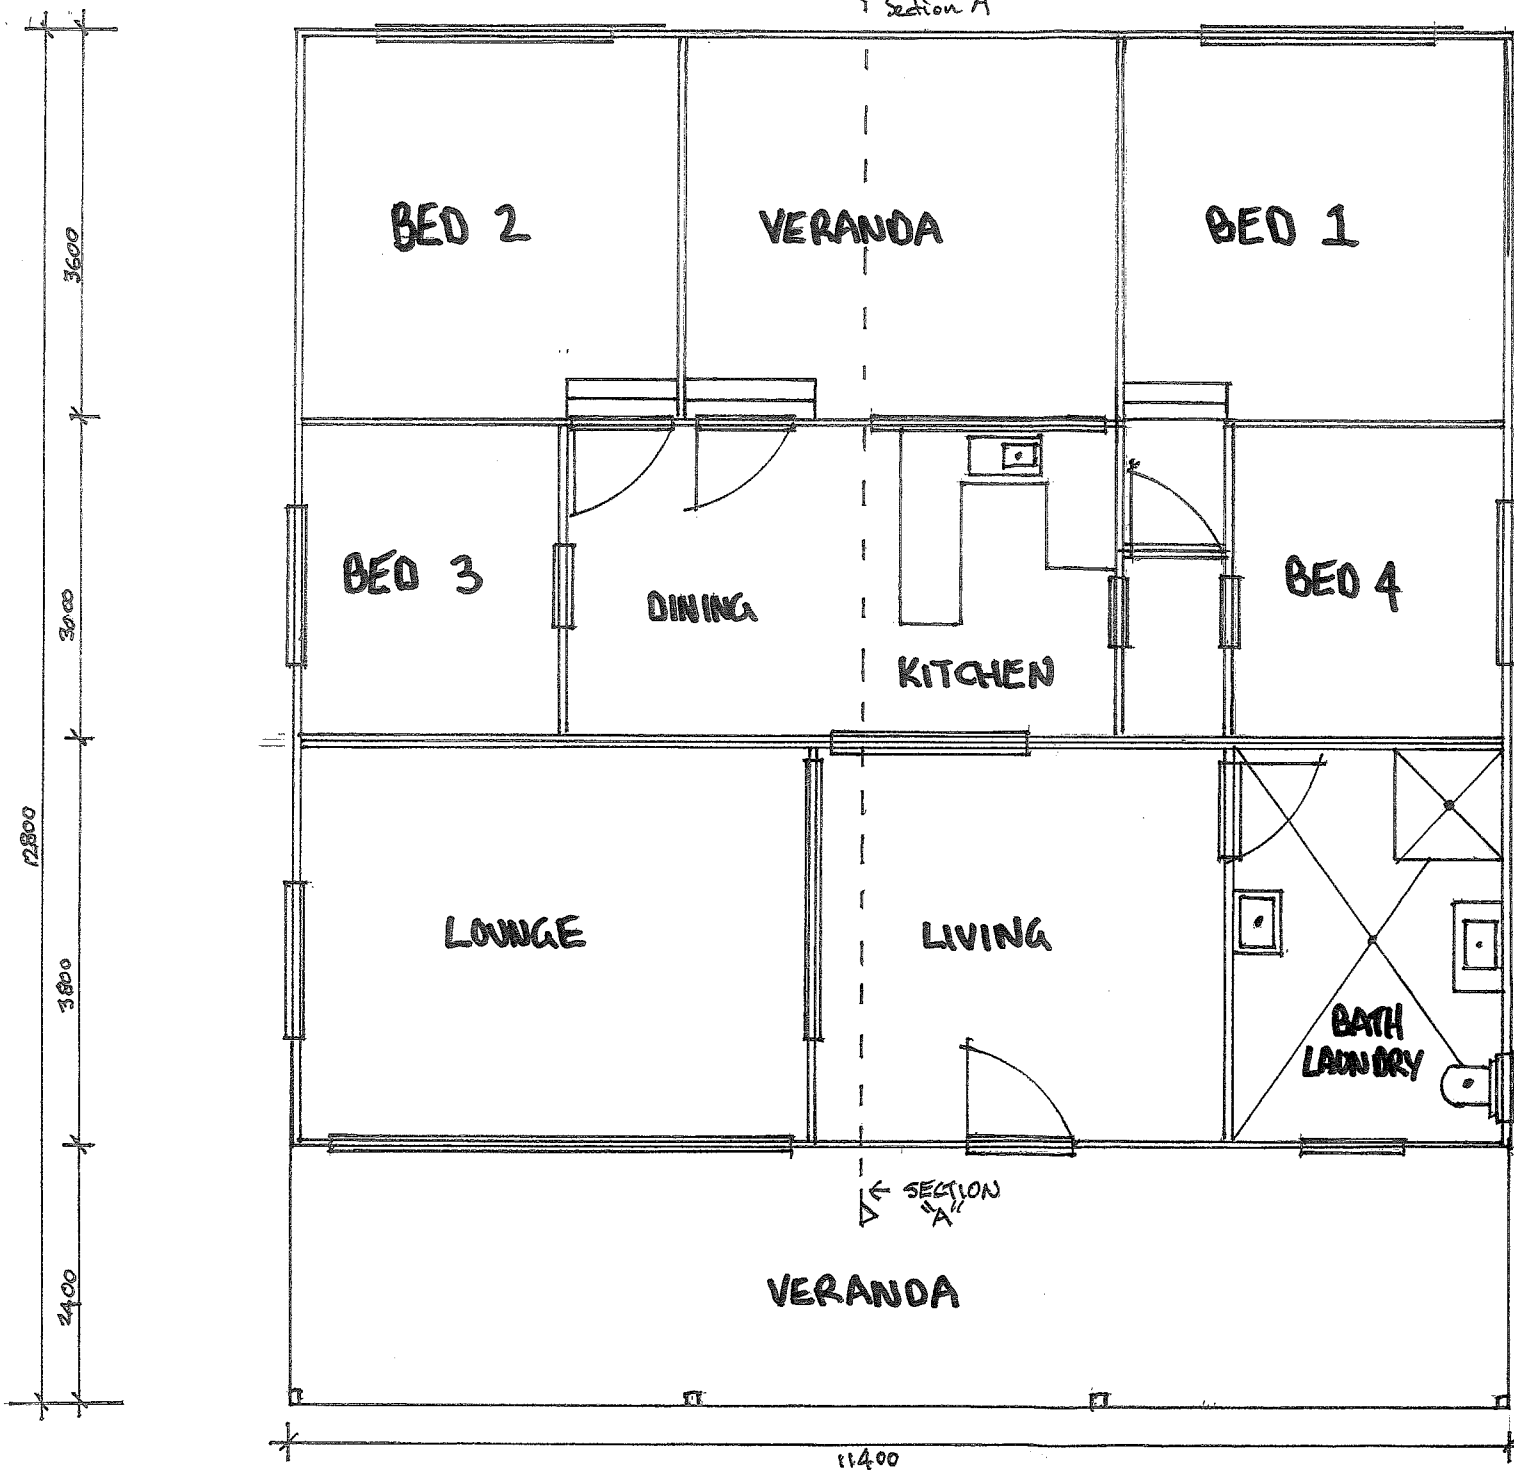 Section A
BED 2
VERANDA
BED 1
3600
BED 3
DINING
KITCHEN
BED 4
3000
12800
LOUNGE
LIVING
3800
BATH
LAUNDRY
← SECTION
"A"
VERANDA
2400
11400